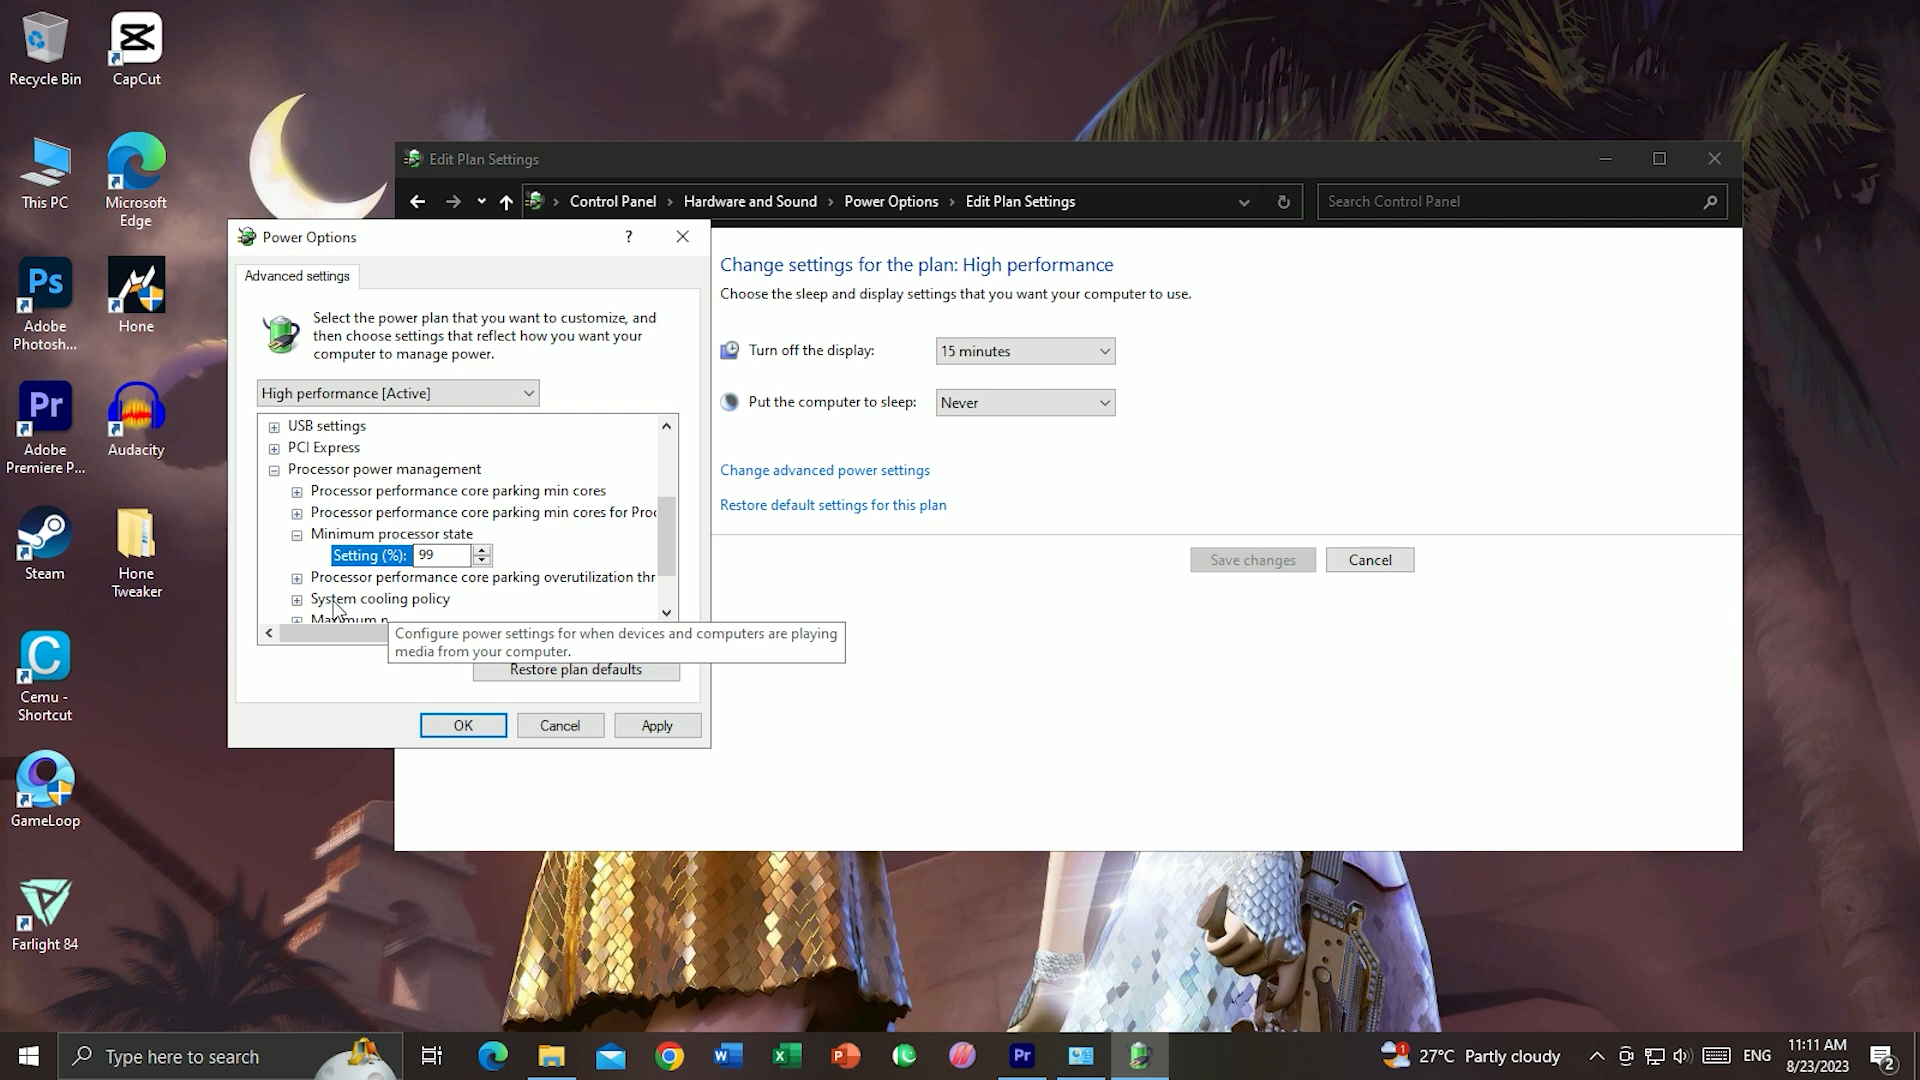 Recycle Bin
CapCut
This PC
Microsoft
Edge
Ps
Adobe
Photosh...
Hone
Pr
Adobe
Premiere P...
Audacity
Steam
Hone
Tweaker
Cemu -
Shortcut
GameLoop
Farlight 84
Edit Plan Settings
Control Panel
Hardware and Sound
Power Options
Edit Plan Settings
Search Control Panel
Change settings for the plan: High performance
Choose the sleep and display settings that you want your computer to use.
Turn off the display:
15 minutes
Put the computer to sleep:
Never
Change advanced power settings
Restore default settings for this plan
Save changes
Cancel
Power Options
?
Advanced settings
Select the power plan that you want to customize, and
then choose settings that reflect how you want your
computer to manage power.
High performance [Active]
USB settings
PCI Express
Processor power management
Processor performance core parking min cores
Processor performance core parking min cores for Proc
Minimum processor state
Setting (%): 99
Processor performance core parking overutilization thr
System cooling policy
Configure power settings for when devices and computers are playing
media from your computer.
Restore plan defaults
OK
Cancel
Apply
Type here to search
Pr
27°C Partly cloudy
ENG
11:11 AM
8/23/2023
2